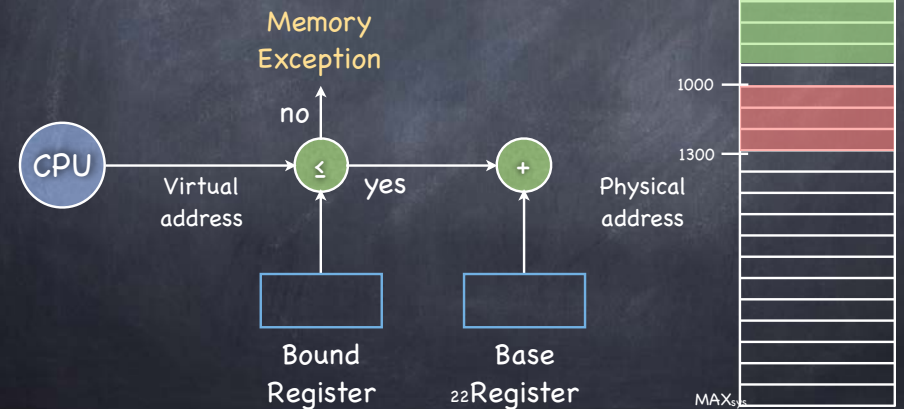 Memory
Exception
no
1000
CPU
≤
+
1300
yes
Virtual
address
Physical
address
Bound
Register
Base
22Register
MAXsys